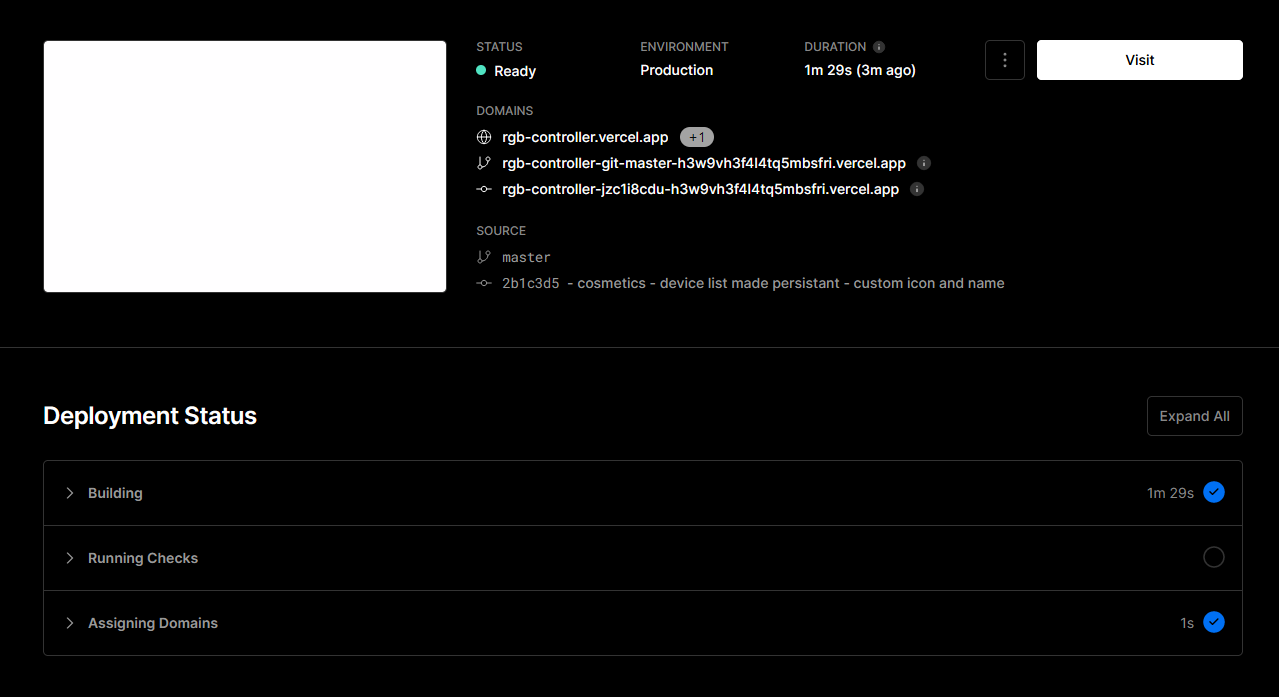 STATUS
Ready
ENVIRONMENT
Production
DURATION
1m 29s (3m ago)
Visit
DOMAINS
rgb-controller.vercel.app +1
rgb-controller-git-master-h3w9vh3f4l4tq5mbsfri.vercel.app
rgb-controller-jzc1i8cdu-h3w9vh3f4l4tq5mbsfri.vercel.app
SOURCE
master
2b1c3d5 - cosmetics - device list made persistant - custom icon and name
Deployment Status
Expand All
Building 1m 29s
Running Checks
Assigning Domains 1s